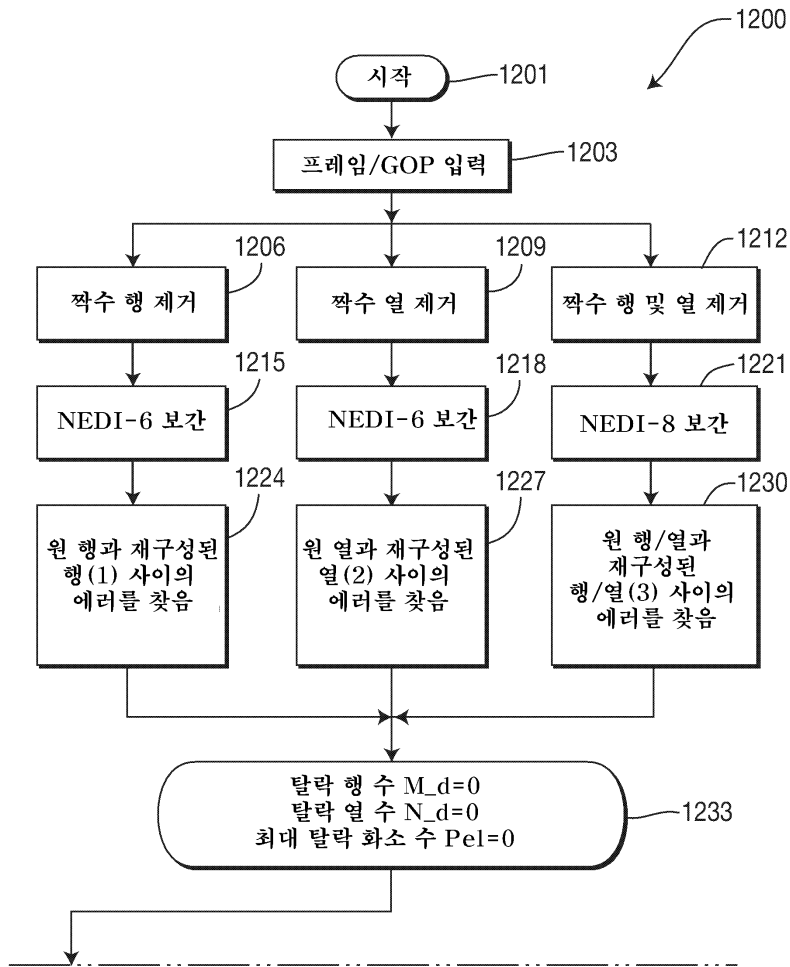 1200
시작
1201
프레임/GOP 입력
1203
1206
짝수 행 제거
1209
짝수 열 제거
1212
짝수 행 및 열 제거
1215
NEDI-6 보간
1218
NEDI-6 보간
1221
NEDI-8 보간
1224
원 행과 재구성된
행(1) 사이의
에러를 찾음
1227
원 열과 재구성된
열(2) 사이의
에러를 찾음
1230
원 행/열과
재구성된
행/열(3) 사이의
에러를 찾음
탈락 행 수 M_d=0
탈락 열 수 N_d=0
최대 탈락 화소 수 Pel=0
1233